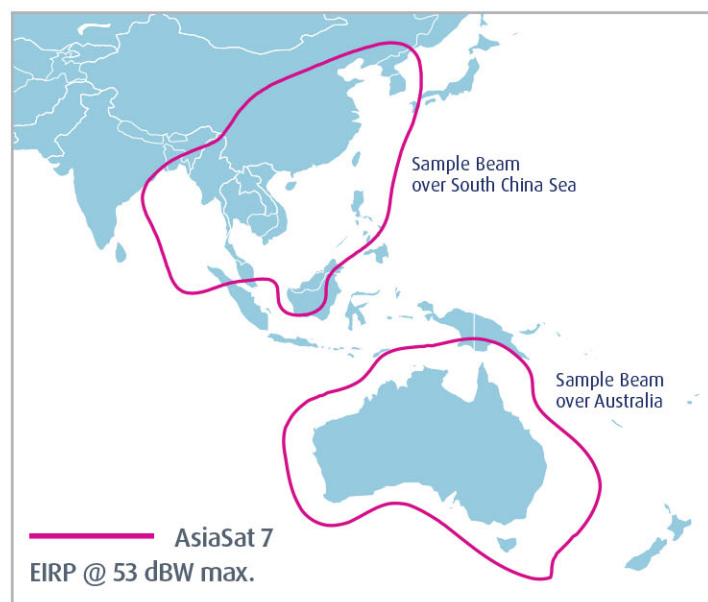 Sample Beam
over South China Sea
Sample Beam
over Australia
AsiaSat 7
EIRP @ 53 dBW max.